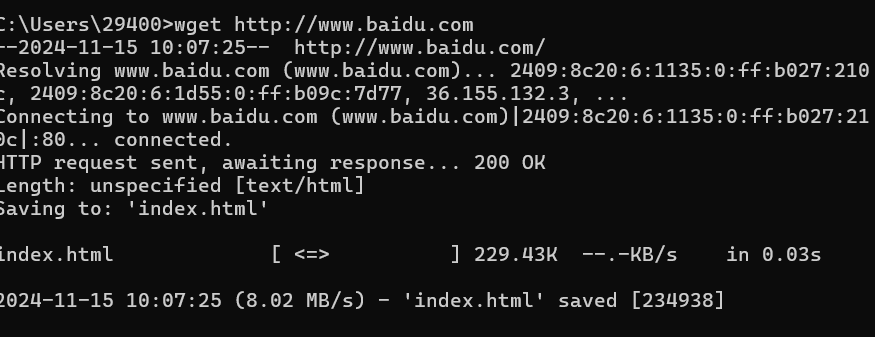 C:\Users\29400>wget http://www.baidu.com
--2024-11-15 10:07:25--  http://www.baidu.com/
Resolving www.baidu.com (www.baidu.com)... 2409:8c20:6:1135:0:ff:b027:210
c, 2409:8c20:6:1d55:0:ff:b09c:7d77, 36.155.132.3, ...
Connecting to www.baidu.com (www.baidu.com)|2409:8c20:6:1135:0:ff:b027:21
0c|:80... connected.
HTTP request sent, awaiting response... 200 OK
Length: unspecified [text/html]
Saving to: 'index.html'
index.html             [ <=>          ] 229.43K  --.-KB/s    in 0.03s
2024-11-15 10:07:25 (8.02 MB/s) - 'index.html' saved [234938]